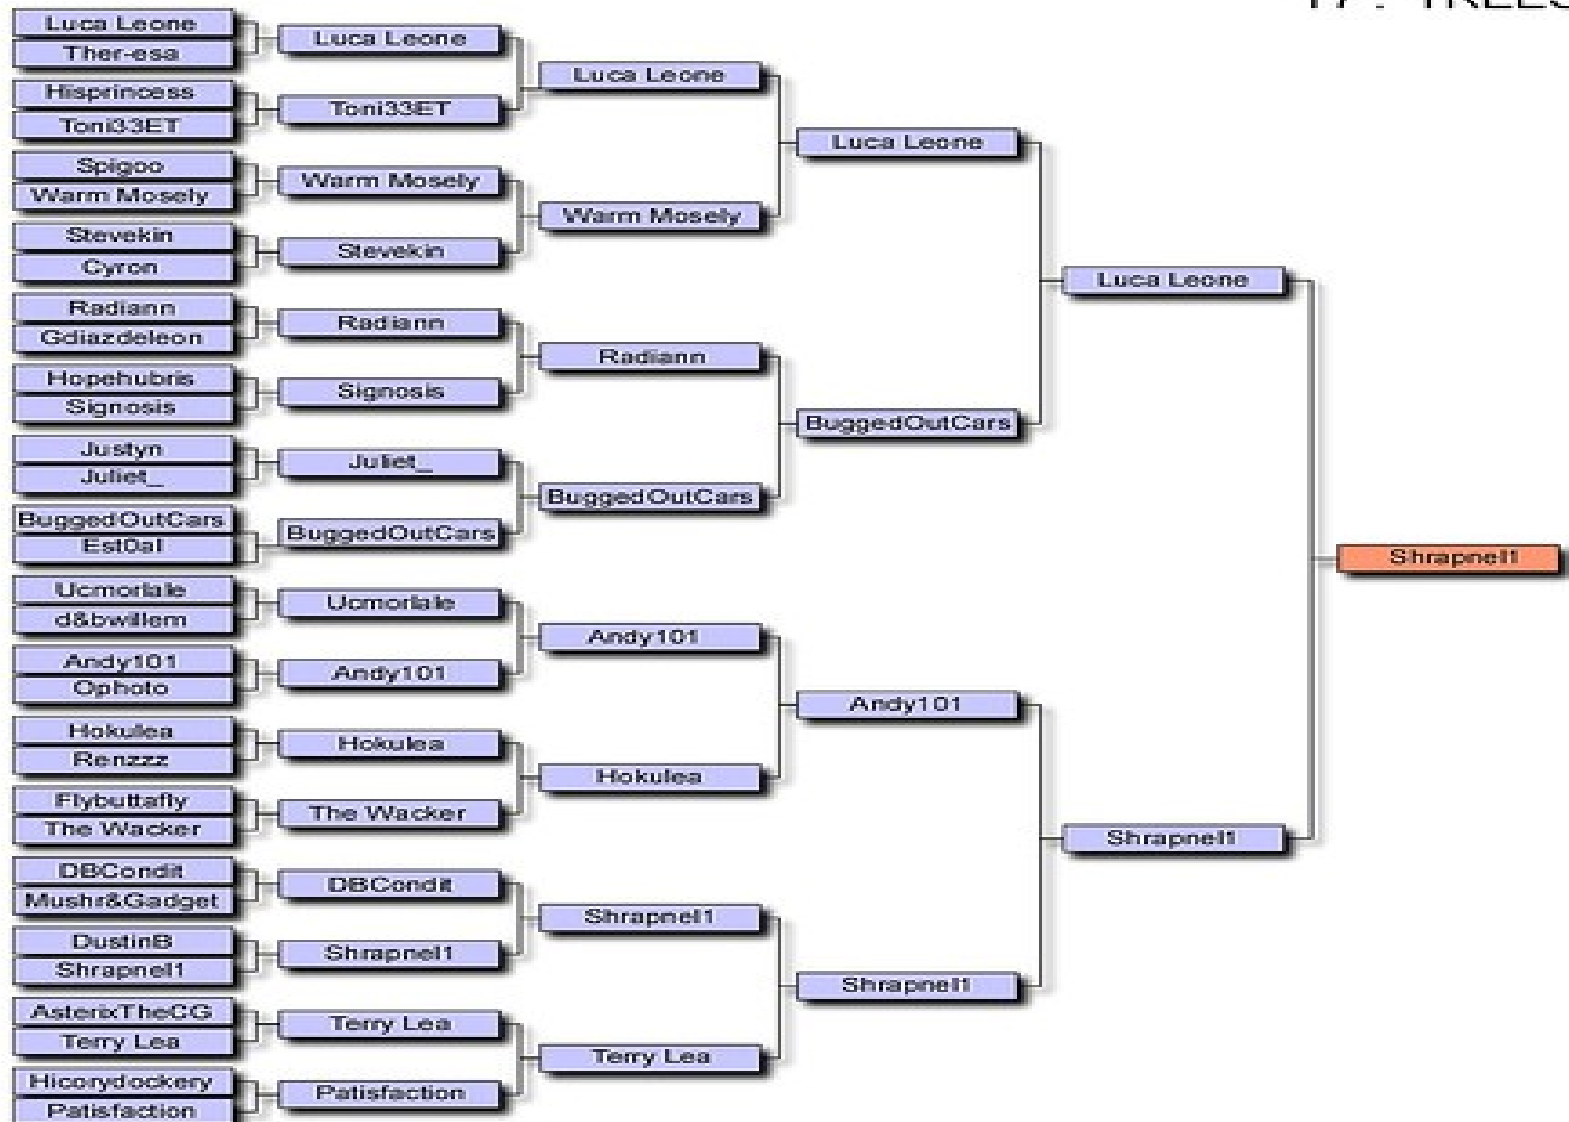 Luca Leone
Ther-esa
Hisprincess
Toni33ET
Spigoo
Warm Mosely
Stevekin
Cyron
Radiann
Gdiazdeleon
Hopehubris
Signosis
Justyn
Juliet_
BuggedOutCars
Est0al
Ucmorlale
d&bwillem
Andy101
Ophoto
Hokulea
Renzzz
Flybuttafly
The Wacker
DBCondit
Mushr&Gadget
DustinB
Shrapnel1
AsterixTheGG
Terry Lea
Hicorydockery
Patisfaction
Luca Leone
Toni33ET
Warm Mosely
Stevekin
Radiann
Signosis
Juliet_
BuggedOutCars
Ucmorlale
Andy101
Hokulea
The Wacker
DBCondit
Shrapnel1
Terry Lea
Patisfaction
Luca Leone
Warm Mosely
Radiann
BuggedOutCars
Andy101
Hokulea
Shrapnel1
Terry Lea
Luca Leone
BuggedOutCars
Andy101
Shrapnel1
Luca Leone
Shrapnel1
Shrapnel1